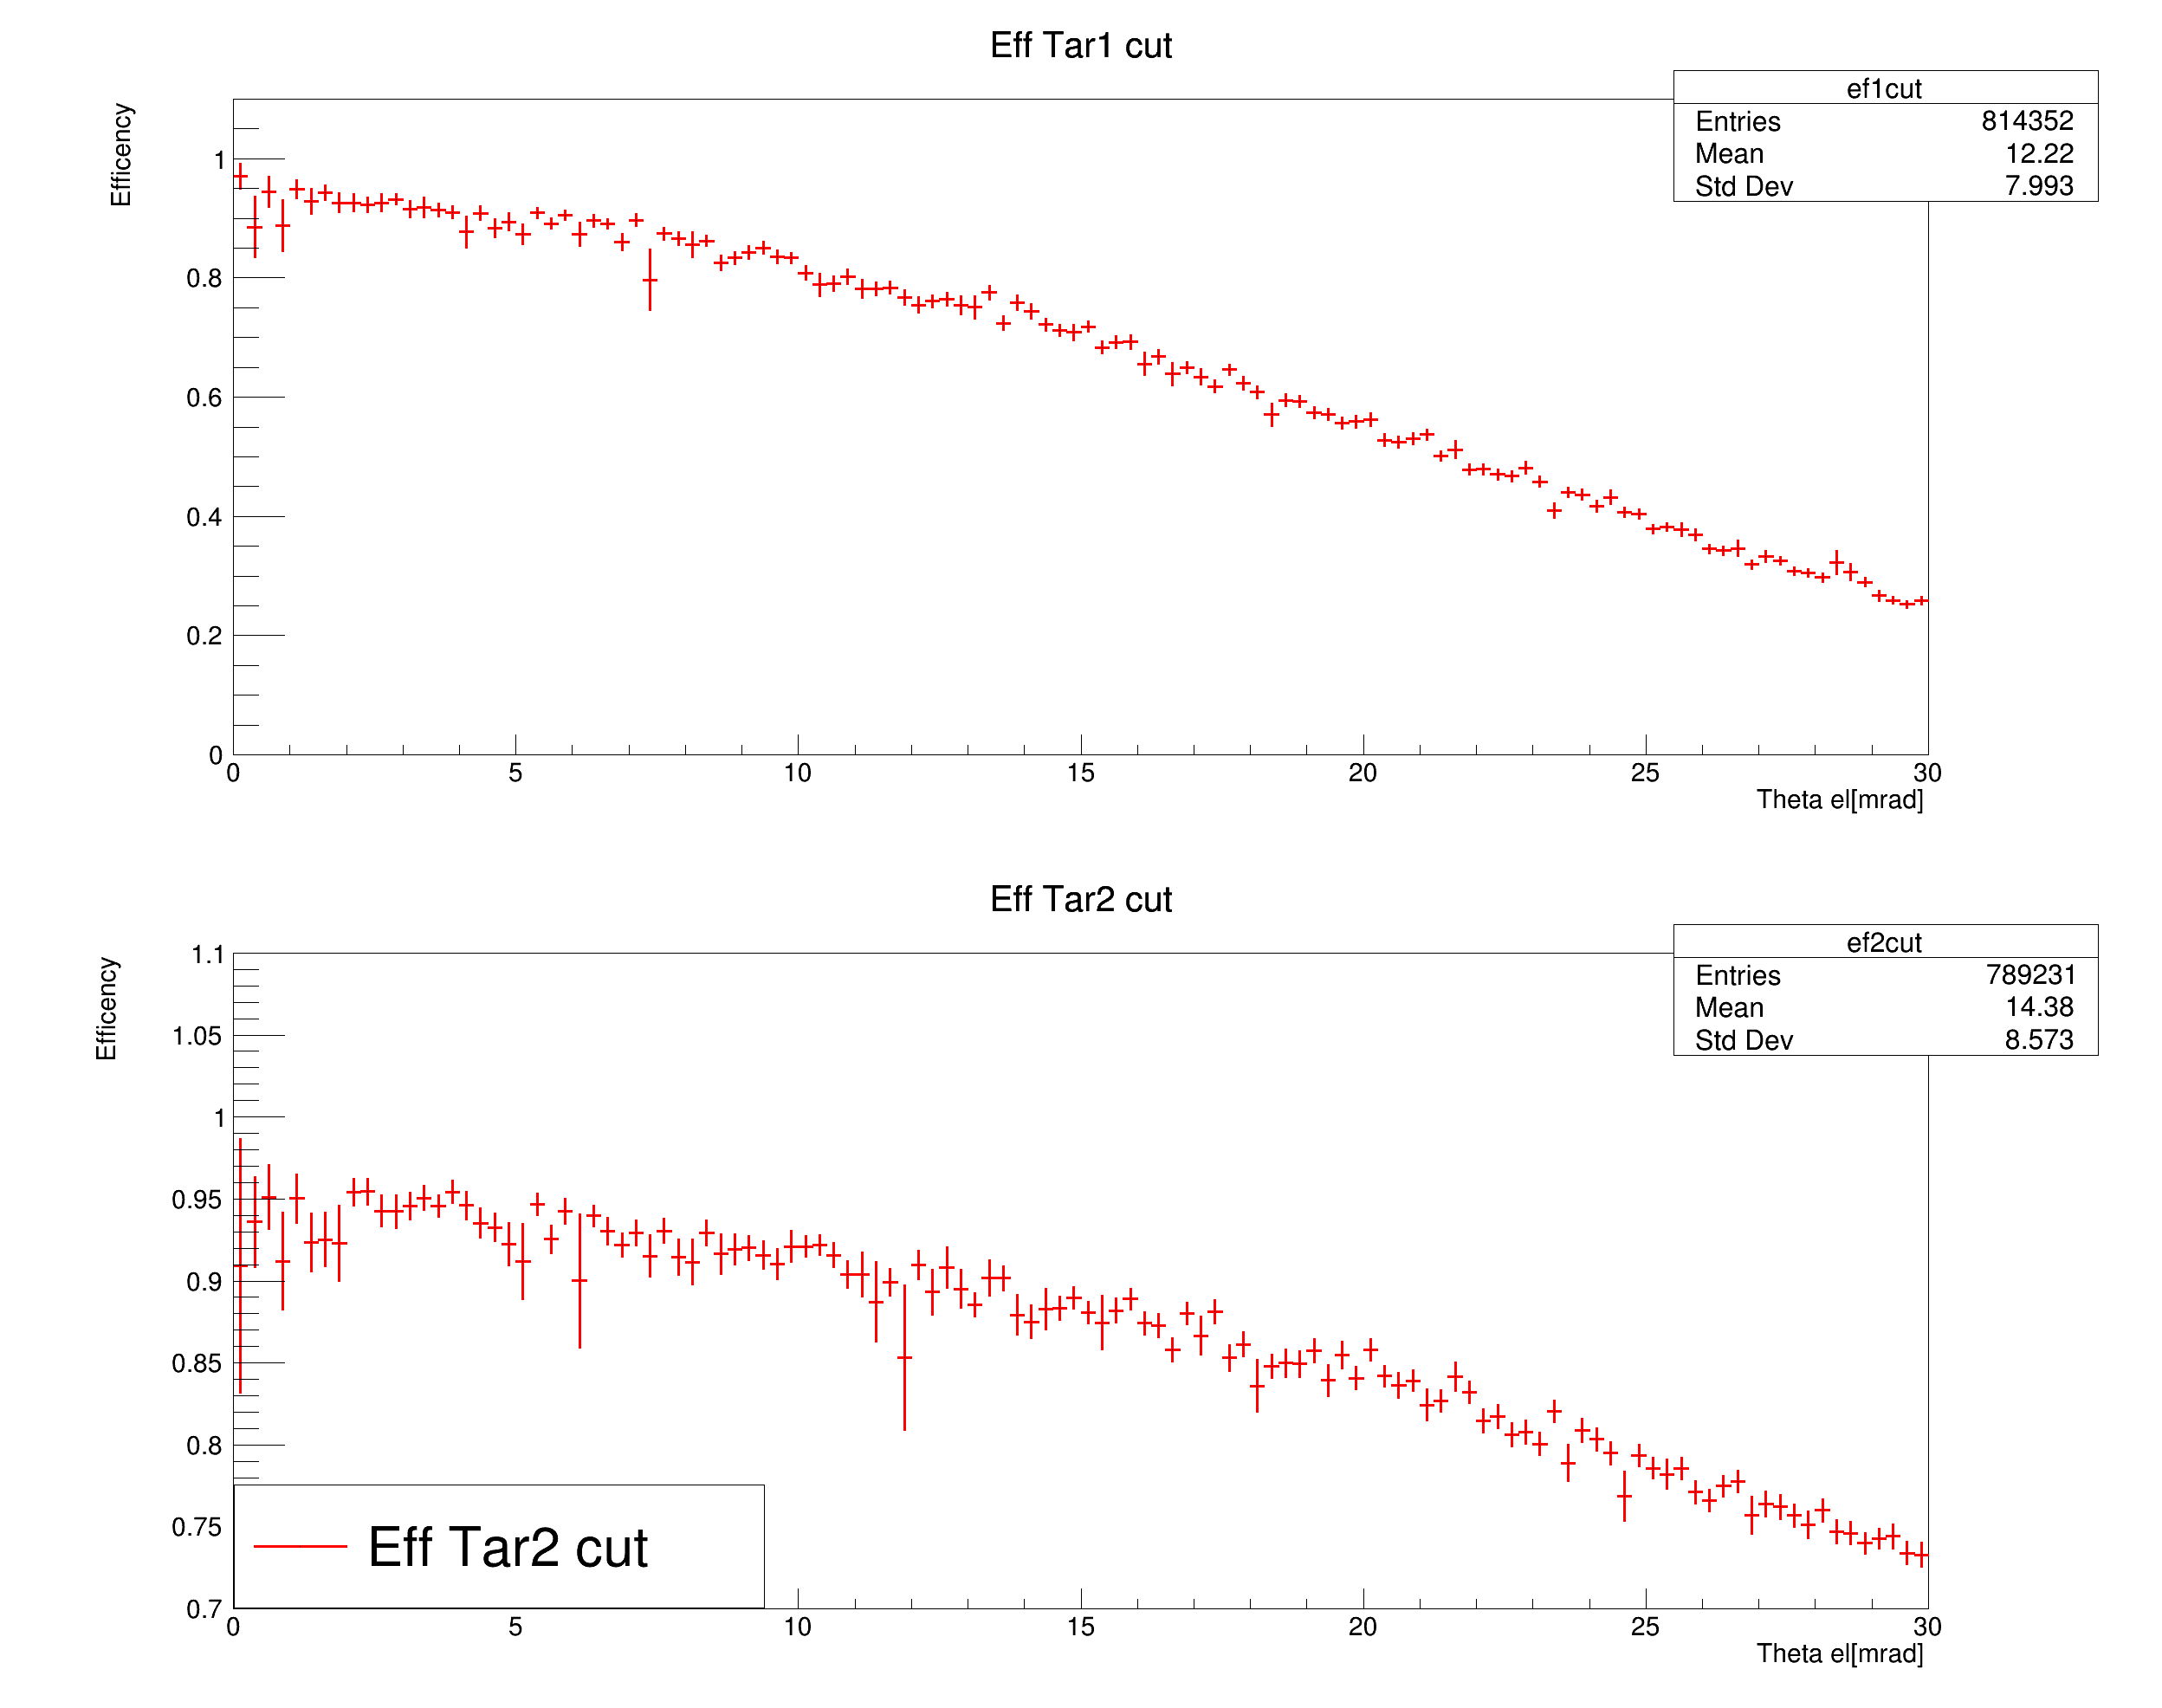 Eff Tar1 cut
Efficency
ef1cut
Entries 814352
Mean 12.22
Std Dev 7.993
1
0.8
0.6
0.4
0.2
0
0 5 10 15 20 25 30
Theta el[mrad]
Eff Tar2 cut
Efficency
ef2cut
Entries 789231
Mean 14.38
Std Dev 8.573
1.1
1.05
1
0.95
0.9
0.85
0.8
0.75
0.7
Eff Tar2 cut
0 5 10 15 20 25 30
Theta el[mrad]